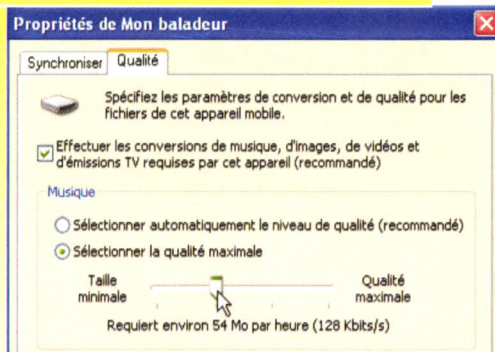 Propriétés de Mon baladeur
Synchroniser Qualité
Spécifiez les paramètres de conversion et de qualité pour les
fichiers de cet appareil mobile.
Effectuer les conversions de musique, d'images, de vidéos et
d'émissions TV requises par cet appareil (recommandé)
Musique
Sélectionner automatiquement le niveau de qualité (recommandé)
Sélectionner la qualité maximale
Taille
minimale
Qualité
maximale
Requiert environ 54 Mo par heure (128 Kbits/s)